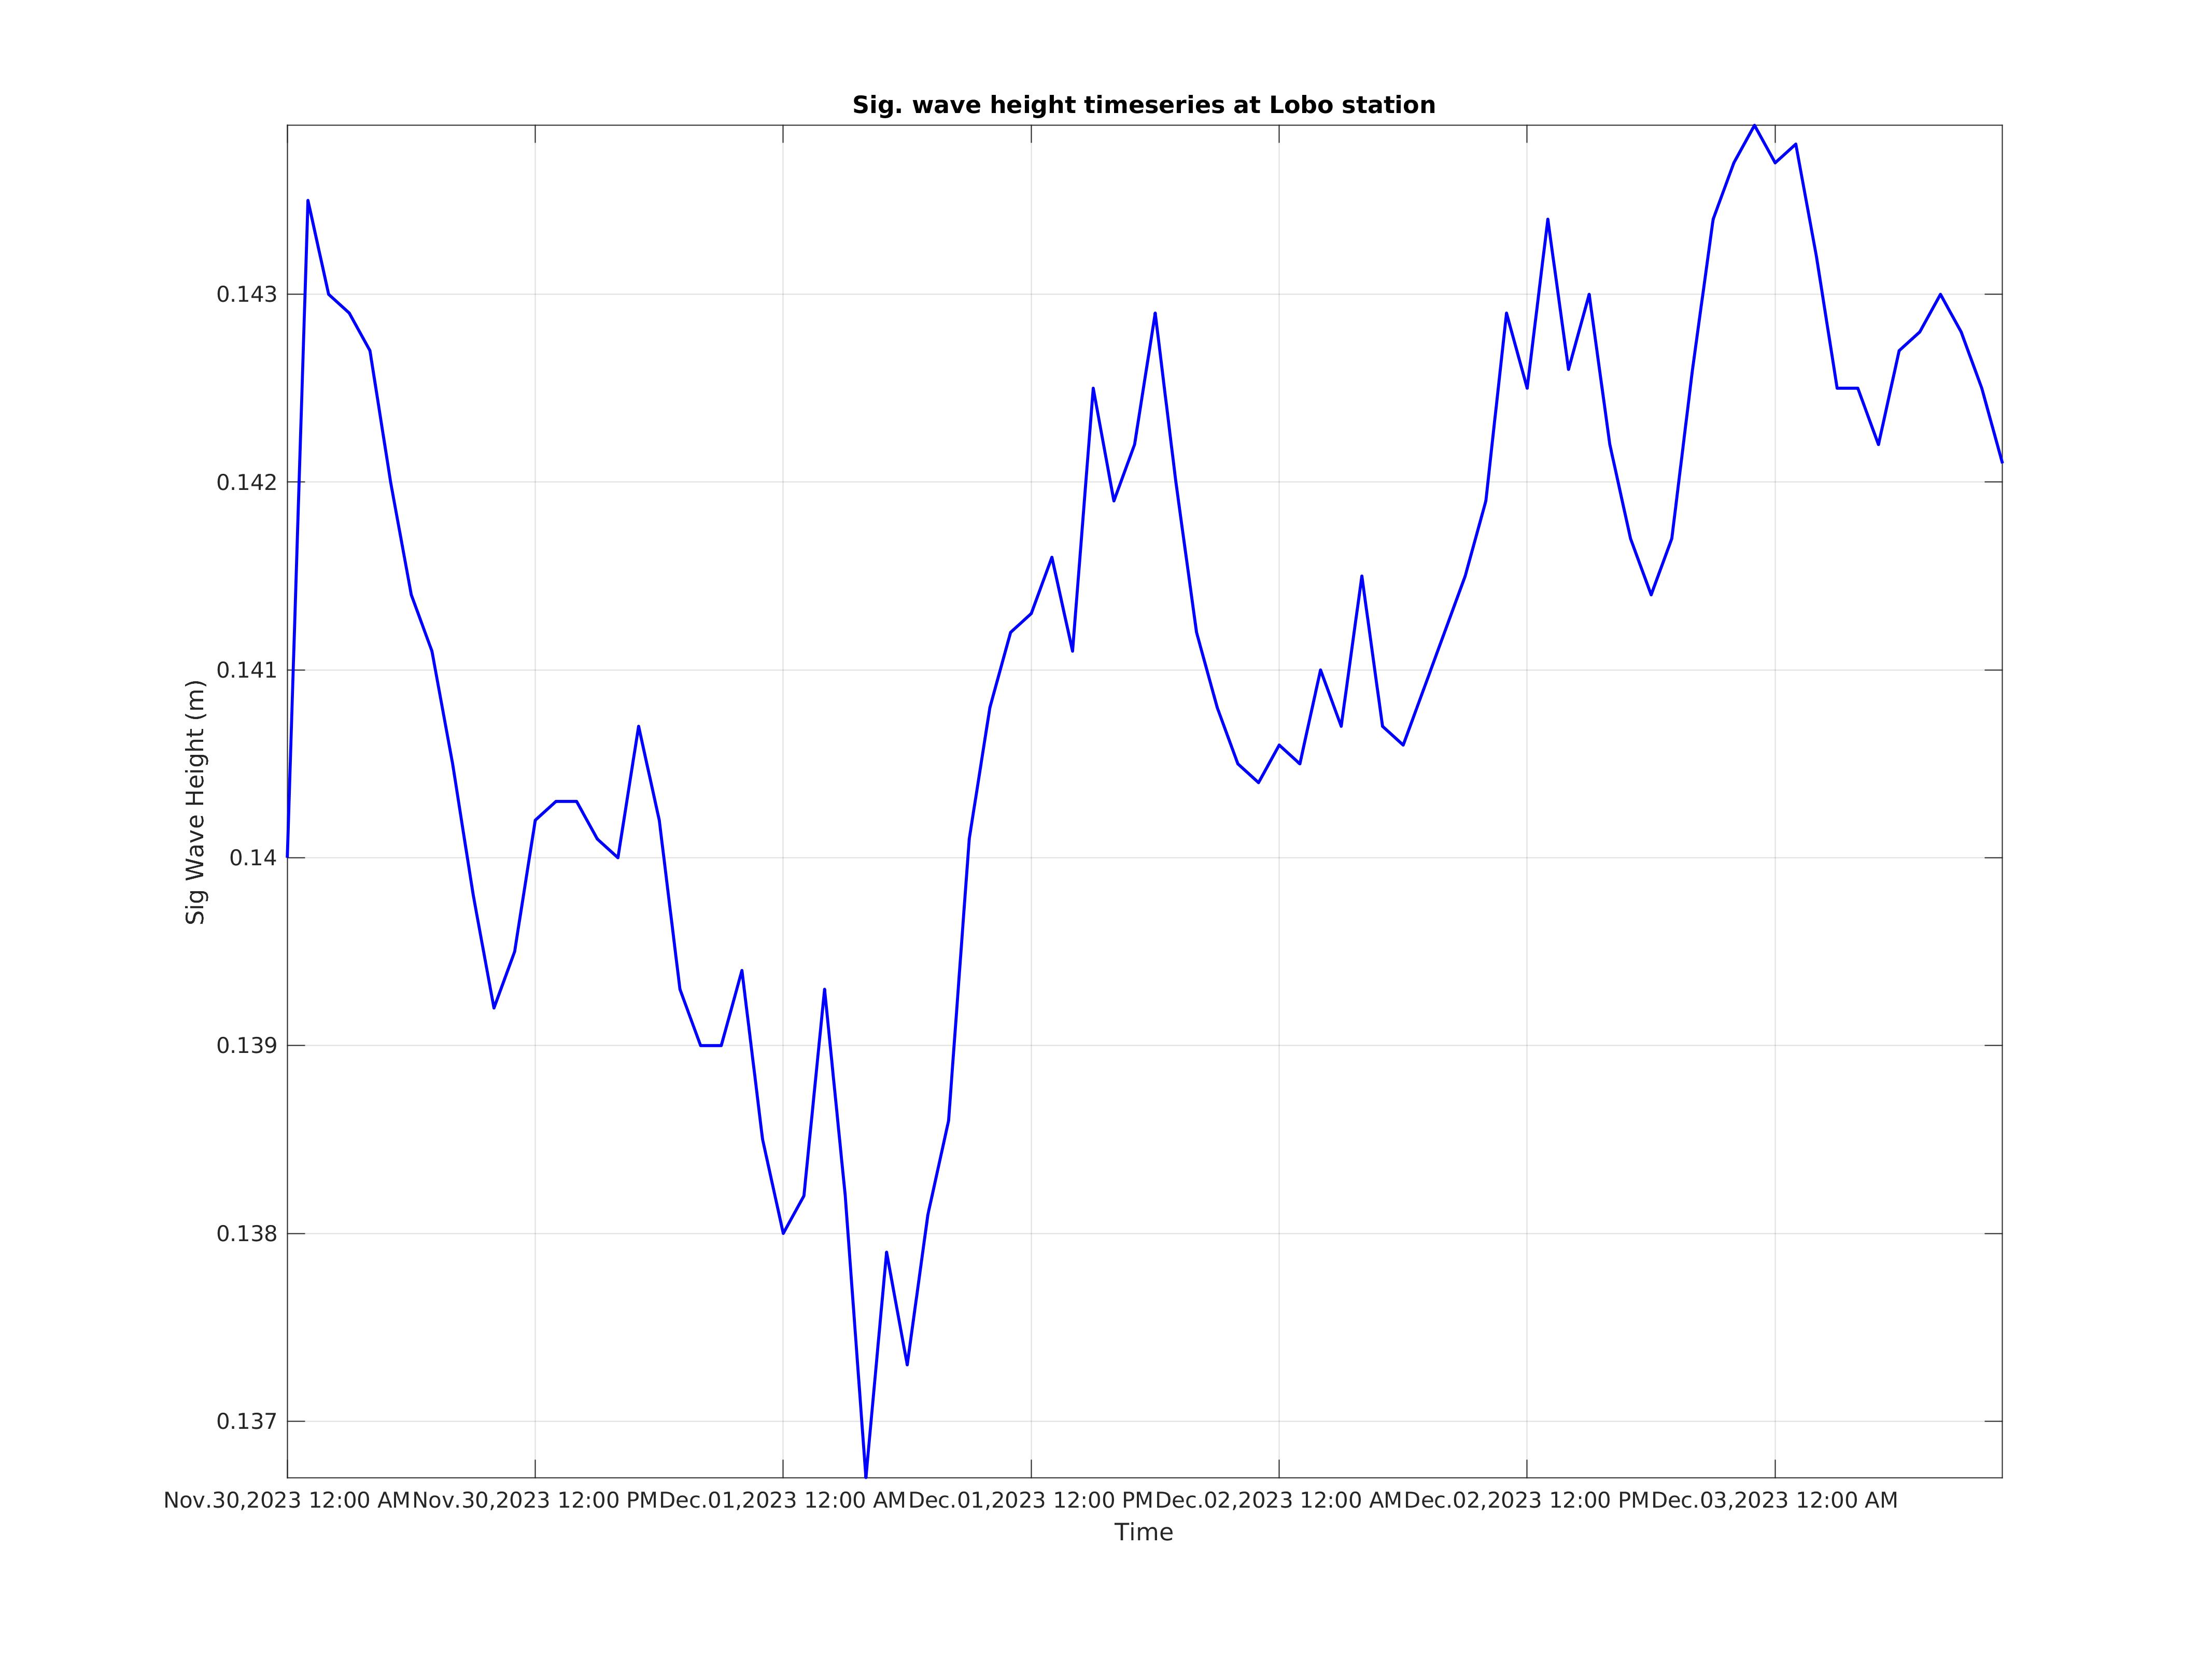 Sig. wave height timeseries at Lobo station
Sig Wave Height (m)
0.143
0.142
0.141
0.14
0.139
0.138
0.137
Nov.30,2023 12:00 AM Nov.30,2023 12:00 PM Dec.01,2023 12:00 AM Dec.01,2023 12:00 PM Dec.02,2023 12:00 AM Dec.02,2023 12:00 PM Dec.03,2023 12:00 AM
Time